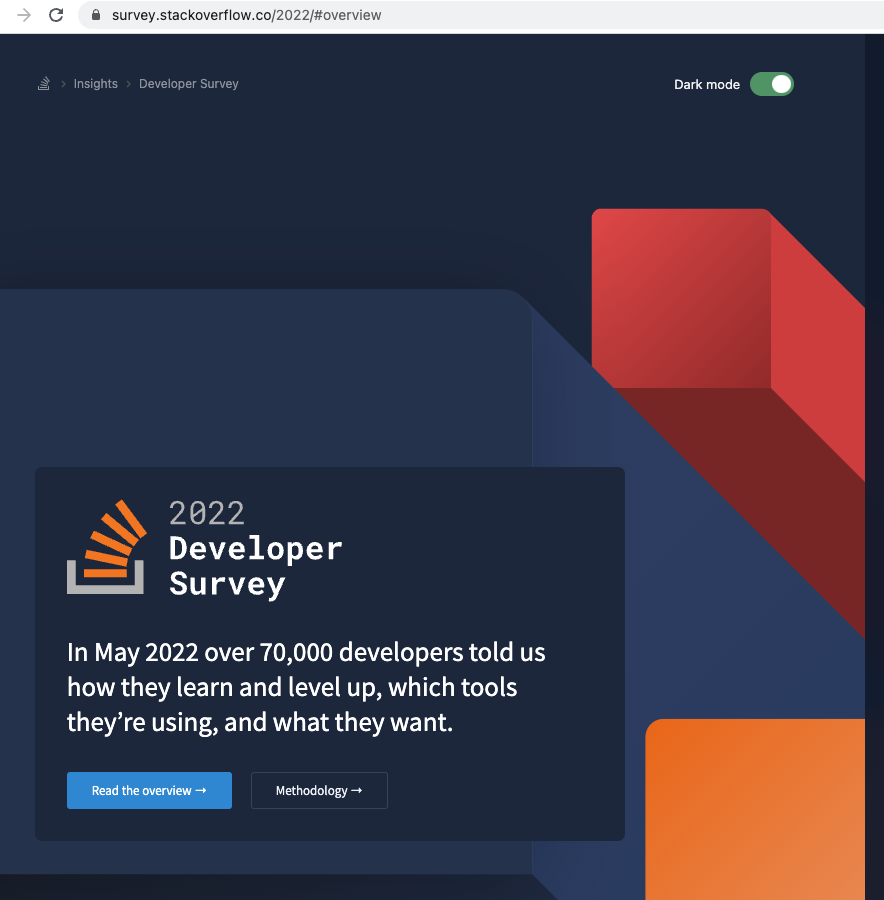 survey.stackoverflow.co/2022/#overview
Insights Developer Survey
Dark mode
2022
Developer
Survey
In May 2022 over 70,000 developers told us
how they learn and level up, which tools
they’re using, and what they want.
Read the overview →
Methodology →